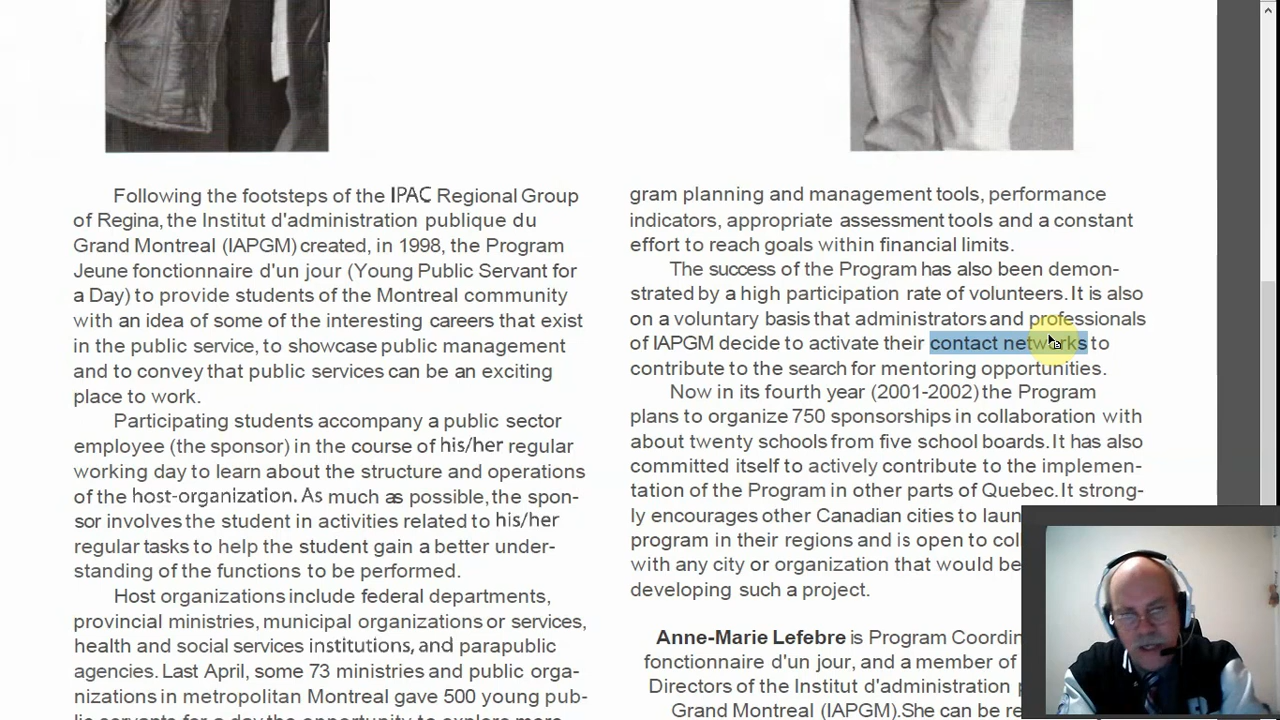 Following the footsteps of the IPAC Regional Group
of Regina, the Institut d'administration publique du
Grand Montreal (IAPGM) created, in 1998, the Program
Jeune fonctionnaire d'un jour (Young Public Servant for
a Day) to provide students of the Montreal community
with an idea of some of the interesting careers that exist
in the public service, to showcase public management
and to convey that public services can be an exciting
place to work.
Participating students accompany a public sector
employee (the sponsor) in the course of his/her regular
working day to learn about the structure and operations
of the host-organization. As much as possible, the spon-
sor involves the student in activities related to his/her
regular tasks to help the student gain a better under-
standing of the functions to be performed.
Host organizations include federal departments,
provincial ministries, municipal organizations or services,
health and social services institutions, and parapublic
agencies. Last April, some 73 ministries and public orga-
nizations in metropolitan Montreal gave 500 young pub-
lic servants for a day the opportunity to explore more
gram planning and management tools, performance
indicators, appropriate assessment tools and a constant
effort to reach goals within financial limits.
The success of the Program has also been demon-
strated by a high participation rate of volunteers. It is also
on a voluntary basis that administrators and professionals
of IAPGM decide to activate their contact networks to
contribute to the search for mentoring opportunities.
Now in its fourth year (2001-2002) the Program
plans to organize 750 sponsorships in collaboration with
about twenty schools from five school boards. It has also
committed itself to actively contribute to the implemen-
tation of the Program in other parts of Quebec. It strong-
ly encourages other Canadian cities to
program in their regions and is open to
with any city or organization that would be
developing such a project.
Anne-Marie Lefebre is Program
fonctionnaire d'un jour, and a member of
Directors of the Institut d'administration
Grand Montreal (IAPGM). She can be